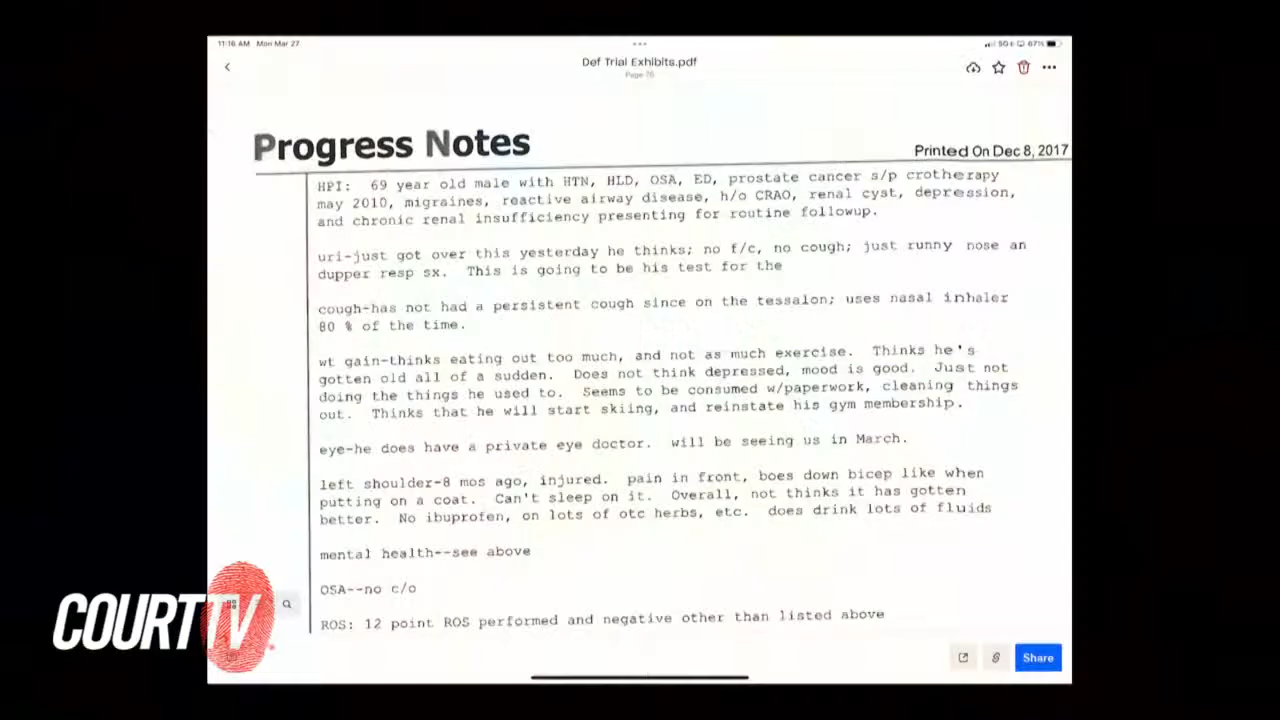 11:16 AM Mon Mar 27
5G 67%
Def Trial Exhibits.pdf
Page 76
Progress Notes
Printed On Dec 8, 2017
HPI: 69 year old male with HTN, HLD, OSA, ED, prostate cancer s/p crotherapy
may 2010, migraines, reactive airway disease, h/o CRAO, renal cyst, depression,
and chronic renal insufficiency presenting for routine followup.
uri-just got over this yesterday he thinks; no f/c, no cough; just runny nose an
dupper resp sx. This is going to be his test for the
cough-has not had a persistent cough since on the tessalon; uses nasal inhaler
80 % of the time.
wt gain-thinks eating out too much, and not as much exercise. Thinks he's
gotten old all of a sudden. Does not think depressed, mood is good. Just not
doing the things he used to. Seems to be consumed w/paperwork, cleaning things
out. Thinks that he will start skiing, and reinstate his gym membership.
eye-he does have a private eye doctor. will be seeing us in March.
left shoulder-8 mos ago, injured. pain in front, boes down bicep like when
putting on a coat. Can't sleep on it. Overall, not thinks it has gotten
better. No ibuprofen, on lots of otc herbs, etc. does drink lots of fluids
mental health--see above
OSA--no c/o
ROS: 12 point ROS performed and negative other than listed above
COURT TV
Share